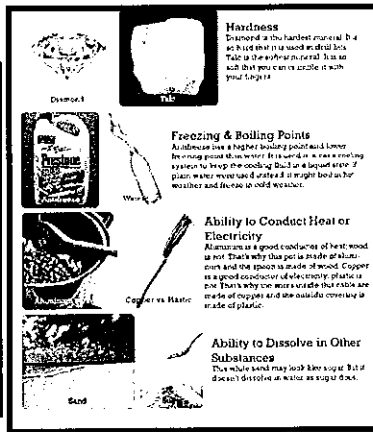 Hardness
Diamond is the hardest mineral. It is
so hard that it is used in drill bits.
Talc is the softest mineral. It is so
soft that you can crumble it with
your fingers.
Diamond
Talc
Freezing & Boiling Points
Antifreeze has a higher boiling point and lower
freezing point than water. It is used in a car's cooling
system to keep the cooling fluid in a liquid state. If
plain water were used instead it might boil in hot
weather and freeze in cold weather.
Prestone
Antifreeze
Ability to Conduct Heat or
Electricity
Aluminum is a good conductor of heat; wood
is not. That's why this pot is made of alumi-
num and the spoon is made of wood. Copper
is a good conductor of electricity, plastic is
not. That's why the wires inside this cable are
made of copper and the outside covering is
made of plastic.
Aluminum
Copper vs Plastic
Ability to Dissolve in Other
Substances
This white sand may look like sugar. But it
doesn't dissolve in water as sugar does.
Sand